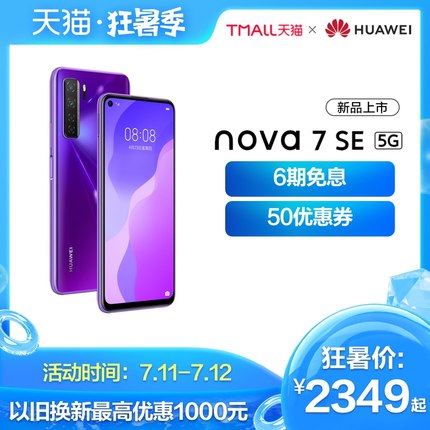 天猫·狂暑季
TMALL天猫 × HUAWEI
新品上市
nova 7 SE 5G
6期免息
50优惠券
08:08
HUAWEI
活动时间：7.11-7.12
以旧换新最高优惠1000元
狂暑价:
¥2349起